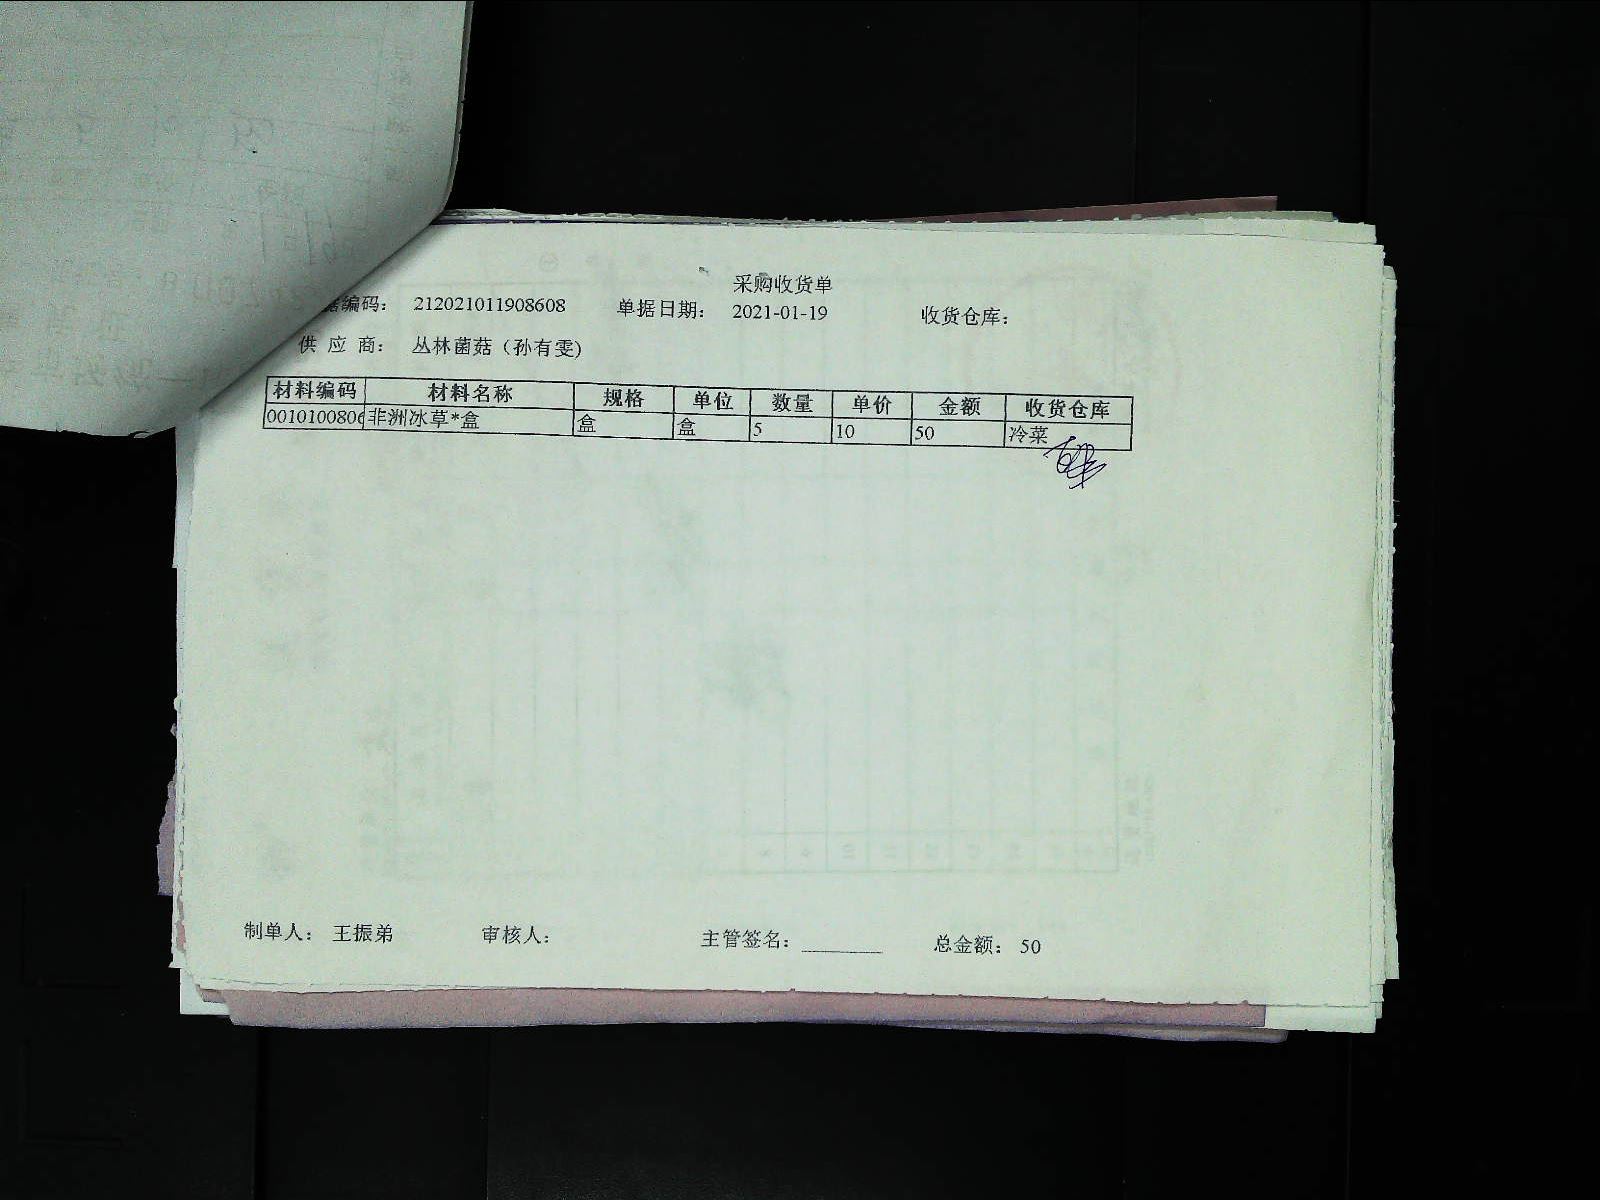 采购收货单
据编码： 212021011908608 单据日期： 2021-01-19 收货仓库：
供 应 商： 丛林菌菇（孙有雯)
材料编码 材料名称 规格 单位 数量 单价 金额 收货仓库
001010080 非洲冰草*盒 盒 盒 5 10 50 冷菜
制单人： 王振弟 审核人： 主管签名： ________ 总金额： 50